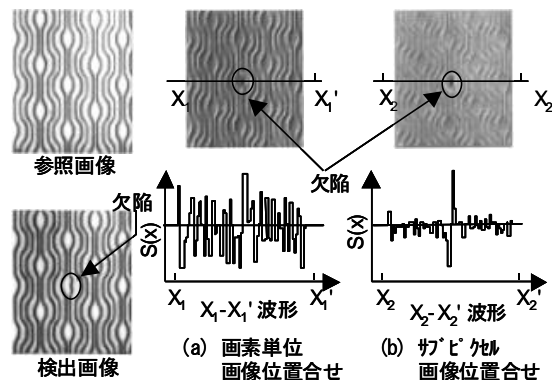 X₁
X₁'
X₂
X₂
参照画像
欠陥
欠陥
S(x)
S(x)
X₁
X₁'
X₂
X₂'
X₁-X₁' 波形
X₂-X₂' 波形
検出画像
(a) 画素単位
画像位置合せ
(b) ｻﾌﾞﾋﾟｸｾﾙ
画像位置合せ